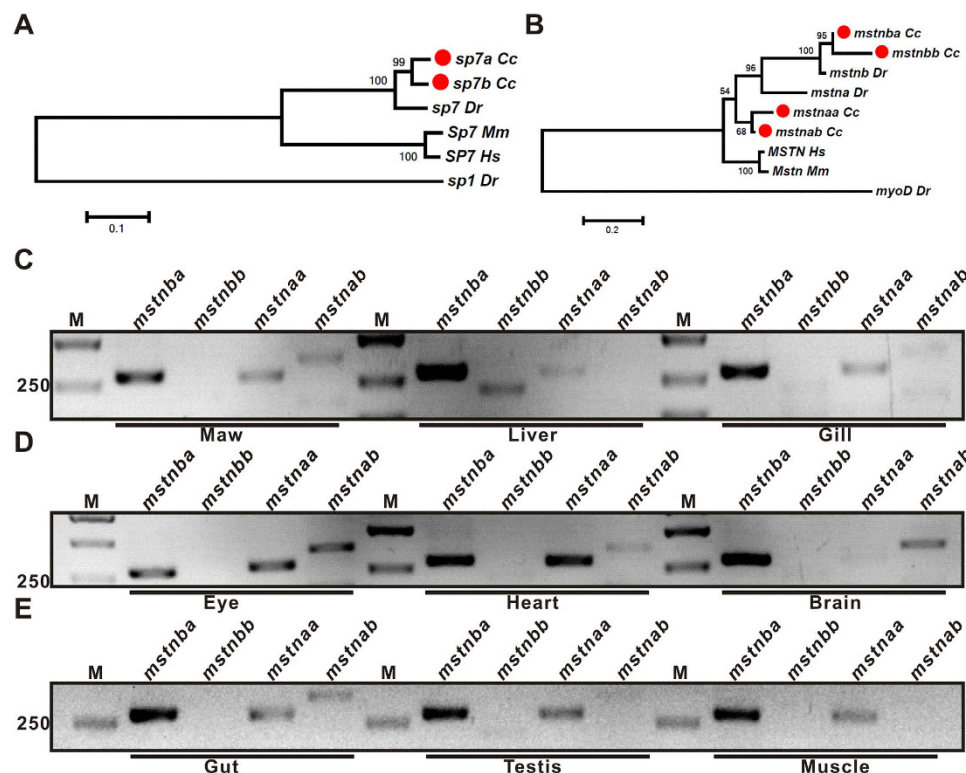 A
99
sp7a Cc
100
sp7b Cc
sp7 Dr
Sp7 Mm
100
SP7 Hs
sp1 Dr
0.1
B
95
mstnba Cc
100
mstnbb Cc
96
mstnb Dr
mstna Dr
54
mstnaa Cc
68
mstnab Cc
MSTN Hs
100
Mstn Mm
myoD Dr
0.2
C
M mstnba mstnbb mstnaa mstnab M mstnba mstnbb mstnaa mstnab M mstnba mstnbb mstnaa mstnab
250
Maw Liver Gill
D
M mstnba mstnbb mstnaa mstnab M mstnba mstnbb mstnaa mstnab M mstnba mstnbb mstnaa mstnab
250
Eye Heart Brain
E
M mstnba mstnbb mstnaa mstnab M mstnba mstnbb mstnaa mstnab M mstnba mstnbb mstnaa mstnab
250
Gut Testis Muscle